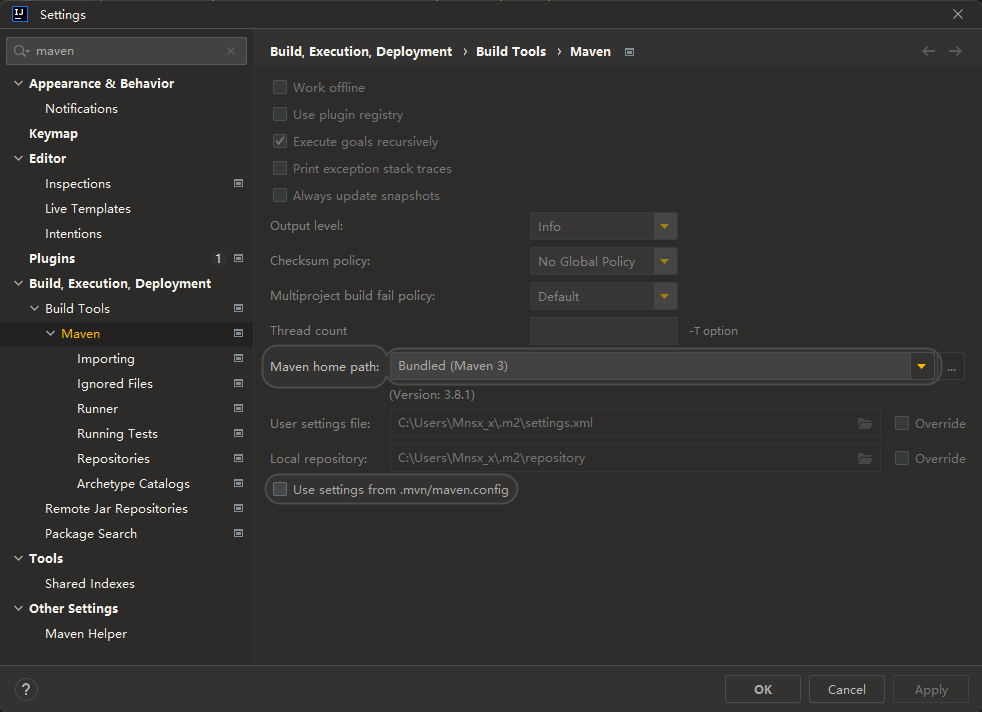 IJ Settings
maven
Build, Execution, Deployment › Build Tools › Maven
Appearance & Behavior
Notifications
Keymap
Editor
Inspections
Live Templates
Intentions
Plugins 1
Build, Execution, Deployment
Build Tools
Maven
Importing
Ignored Files
Runner
Running Tests
Repositories
Archetype Catalogs
Remote Jar Repositories
Package Search
Tools
Shared Indexes
Other Settings
Maven Helper
Work offline
Use plugin registry
Execute goals recursively
Print exception stack traces
Always update snapshots
Output level: Info
Checksum policy: No Global Policy
Multiproject build fail policy: Default
Thread count -T option
Maven home path: Bundled (Maven 3) ...
(Version: 3.8.1)
User settings file: C:\Users\Mnsx_x\.m2\settings.xml Override
Local repository: C:\Users\Mnsx_x\.m2\repository Override
Use settings from .mvn/maven.config
? OK Cancel Apply